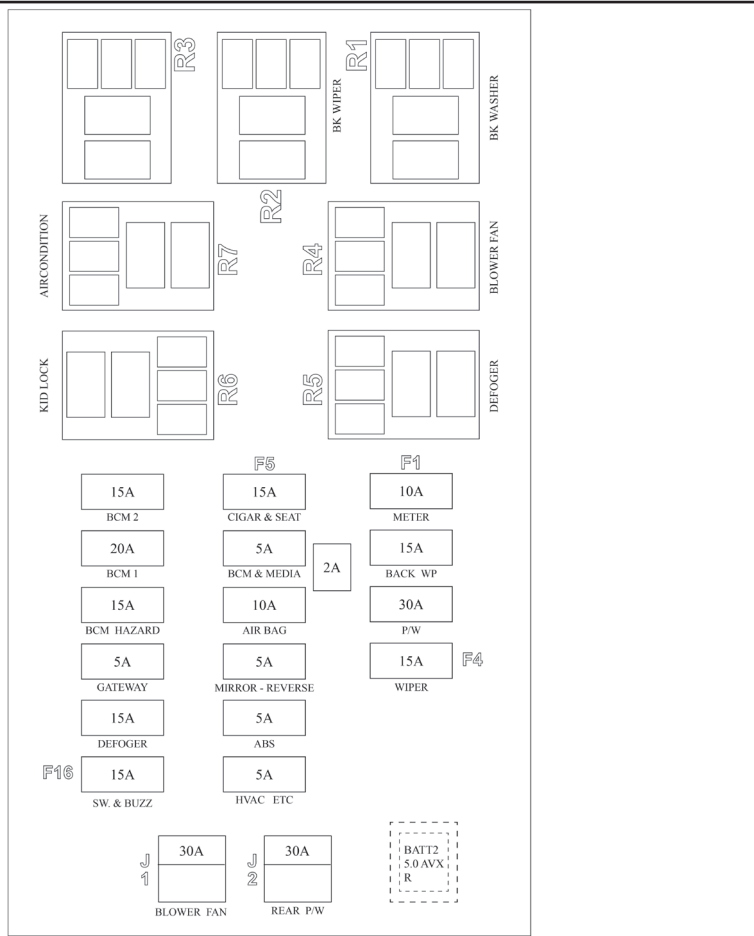 R3
R1
BK WIPER
BK WASHER
R2
AIRCONDITION
R7
R4
BLOWER FAN
KID LOCK
R6
R5
DEFOGER
F5
F1
15A
15A
10A
BCM 2
CIGAR & SEAT
METER
20A
5A
2A
15A
BCM 1
BCM & MEDIA
BACK WP
15A
10A
30A
BCM HAZARD
AIR BAG
P/W
5A
5A
15A
F4
GATEWAY
MIRROR - REVERSE
WIPER
15A
5A
DEFOGER
ABS
F16
15A
5A
SW. & BUZZ
HVAC ETC
J1
30A
BLOWER FAN
J2
30A
REAR P/W
BATT2
5.0 AVX
R